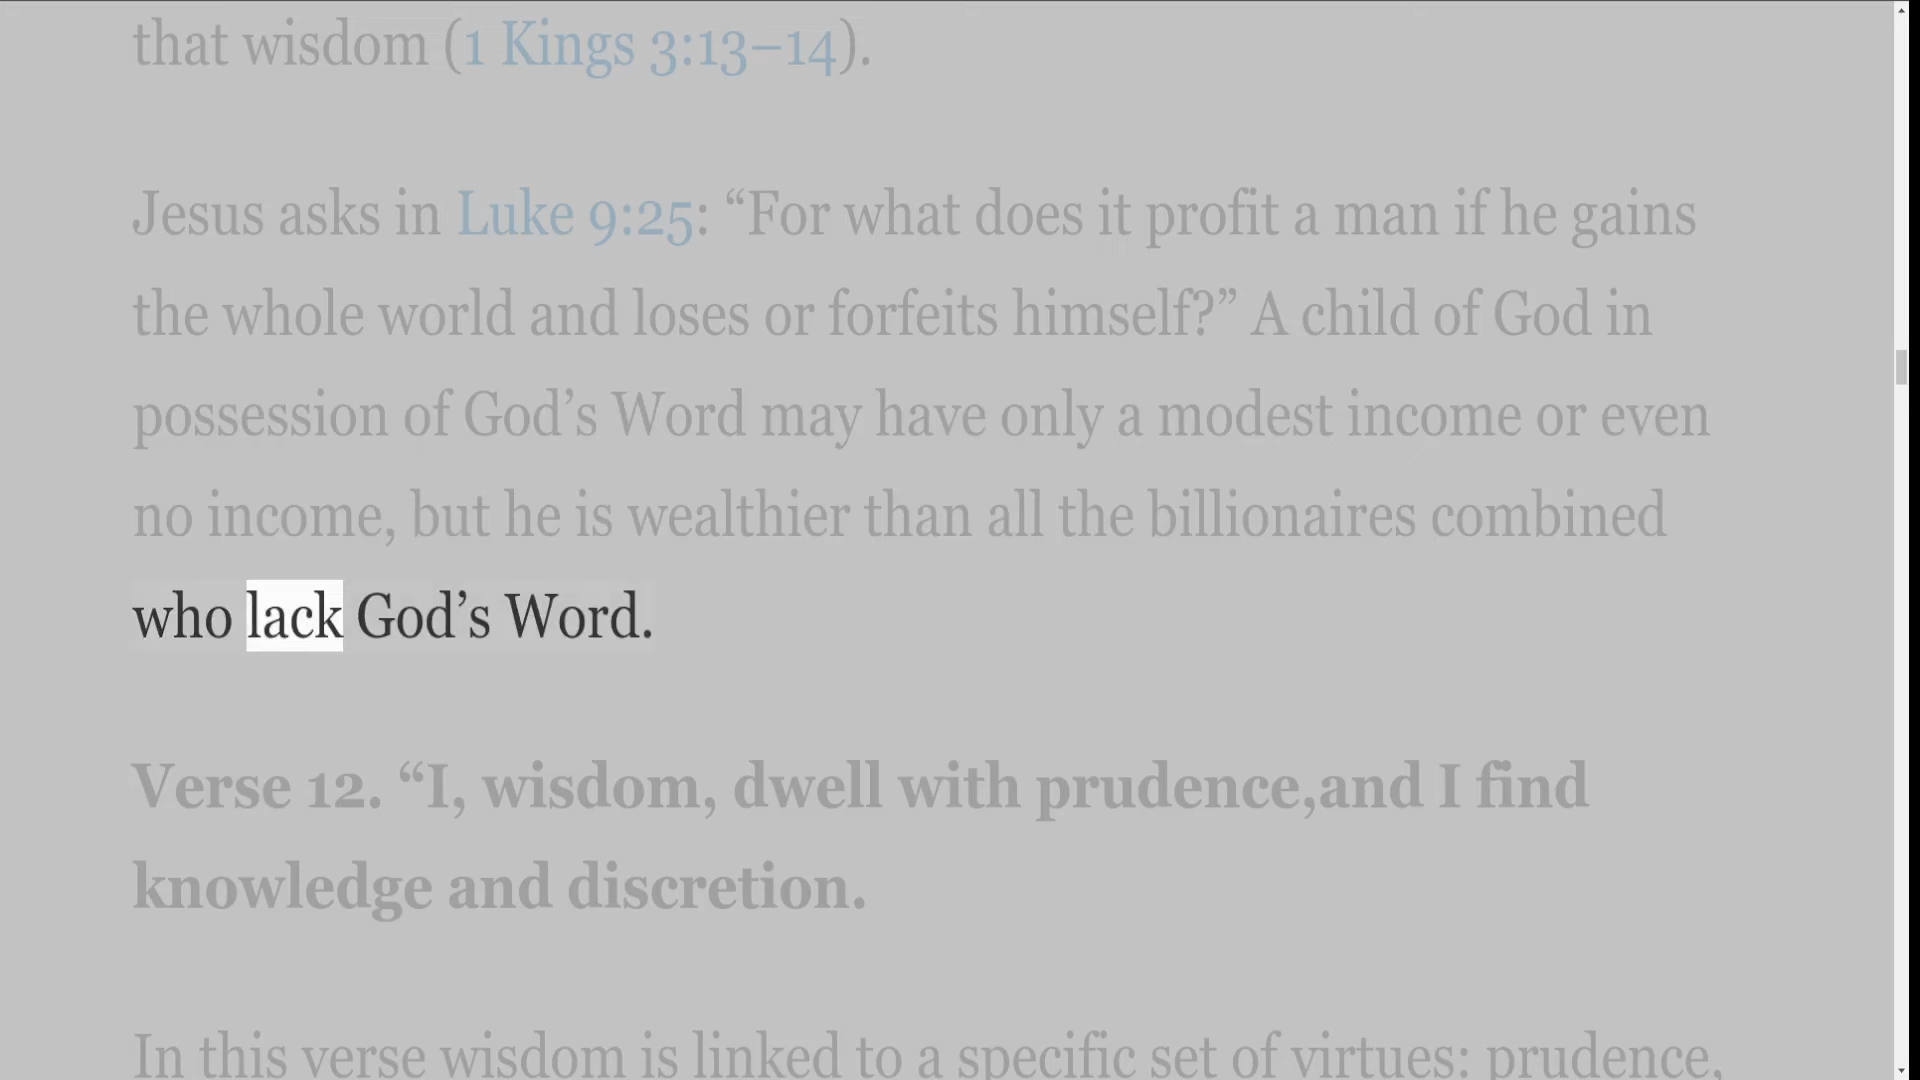 that wisdom (1 Kings 3:13–14).
Jesus asks in Luke 9:25: “For what does it profit a man if he gains
the whole world and loses or forfeits himself?” A child of God in
possession of God’s Word may have only a modest income or even
no income, but he is wealthier than all the billionaires combined
who lack God’s Word.
Verse 12. “I, wisdom, dwell with prudence,and I find
knowledge and discretion.
In this verse wisdom is linked to a specific set of virtues: prudence,